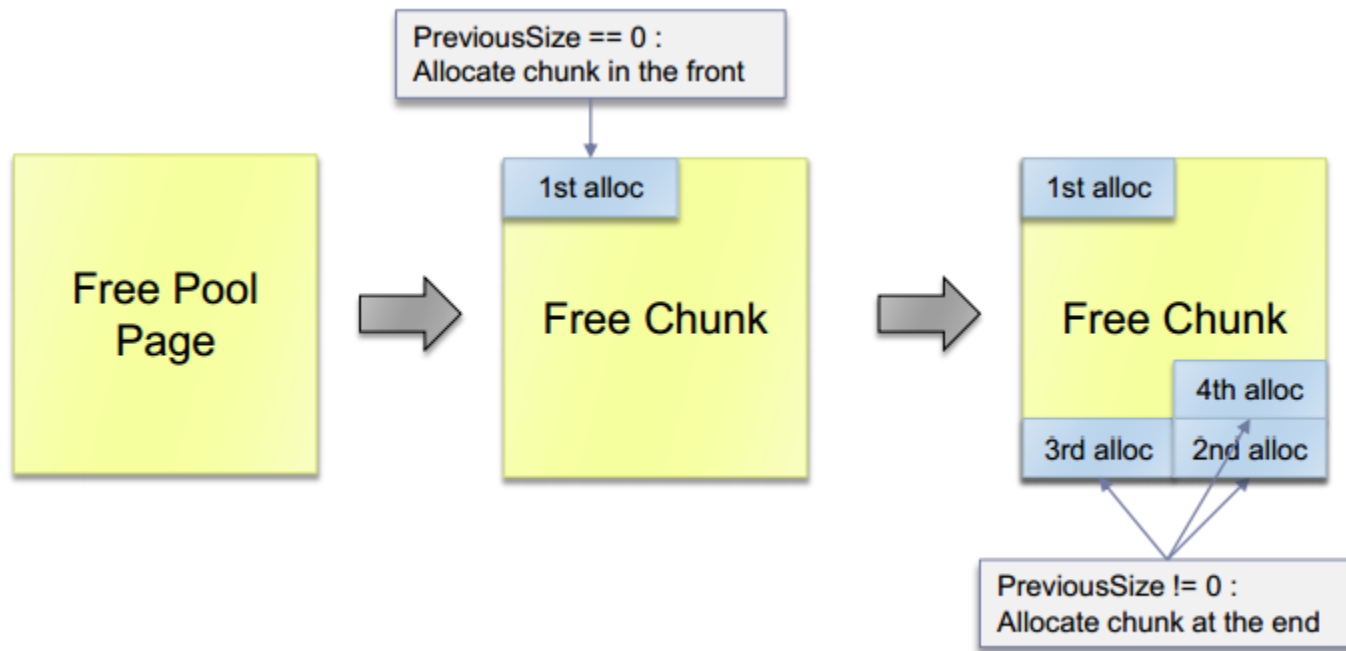 PreviousSize == 0 :
Allocate chunk in the front
Free Pool
Page
1st alloc
Free Chunk
1st alloc
Free Chunk
4th alloc
3rd alloc
2nd alloc
PreviousSize != 0 :
Allocate chunk at the end